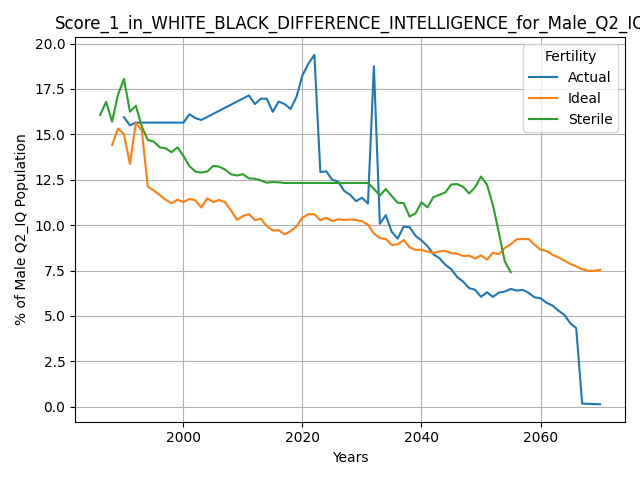 Score_1_in_WHITE_BLACK_DIFFERENCE_INTELLIGENCE_for_Male_Q2_IQ
Fertility
Actual
Ideal
Sterile
% of Male Q2_IQ Population
20.0
17.5
15.0
12.5
10.0
7.5
5.0
2.5
0.0
2000 2020 2040 2060
Years